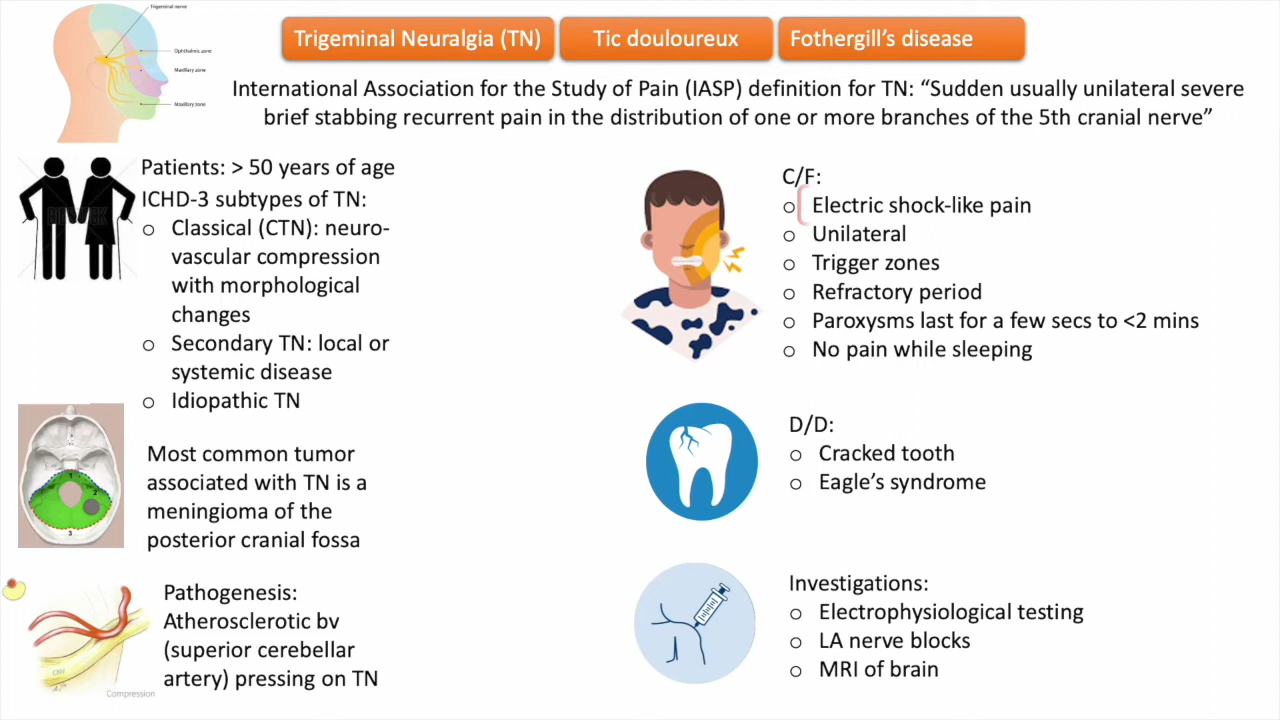 Trigeminal nerve
Ophthalmic zone
Maxillary zone
Maxillary zone
Trigeminal Neuralgia (TN)
Tic douloureux
Fothergill’s disease
International Association for the Study of Pain (IASP) definition for TN: “Sudden usually unilateral severe
brief stabbing recurrent pain in the distribution of one or more branches of the 5th cranial nerve”
Patients: > 50 years of age
ICHD-3 subtypes of TN:
o Classical (CTN): neuro-
vascular compression
with morphological
changes
o Secondary TN: local or
systemic disease
o Idiopathic TN
1
2
3
Most common tumor
associated with TN is a
meningioma of the
posterior cranial fossa
Pathogenesis:
Atherosclerotic bv
(superior cerebellar
artery) pressing on TN
Compression
C/F:
o Electric shock-like pain
o Unilateral
o Trigger zones
o Refractory period
o Paroxysms last for a few secs to <2 mins
o No pain while sleeping
D/D:
o Cracked tooth
o Eagle’s syndrome
Investigations:
o Electrophysiological testing
o LA nerve blocks
o MRI of brain